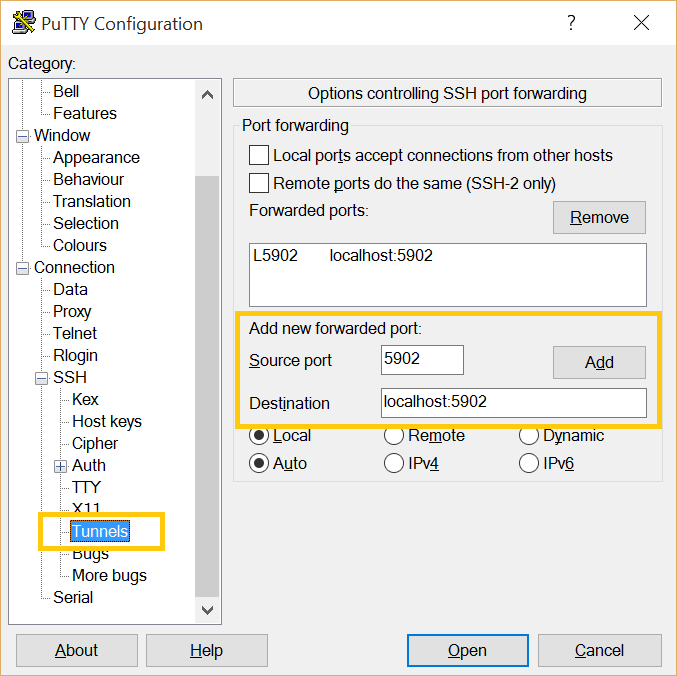 PuTTY Configuration
?
Category:
Bell
Features
Window
Appearance
Behaviour
Translation
Selection
Colours
Connection
Data
Proxy
Telnet
Rlogin
SSH
Kex
Host keys
Cipher
Auth
TTY
X11
Tunnels
Bugs
More bugs
Serial
Options controlling SSH port forwarding
Port forwarding
Local ports accept connections from other hosts
Remote ports do the same (SSH-2 only)
Forwarded ports:
Remove
L5902 localhost:5902
Add new forwarded port:
Source port 5902 Add
Destination localhost:5902
Local Remote Dynamic
Auto IPv4 IPv6
About Help Open Cancel